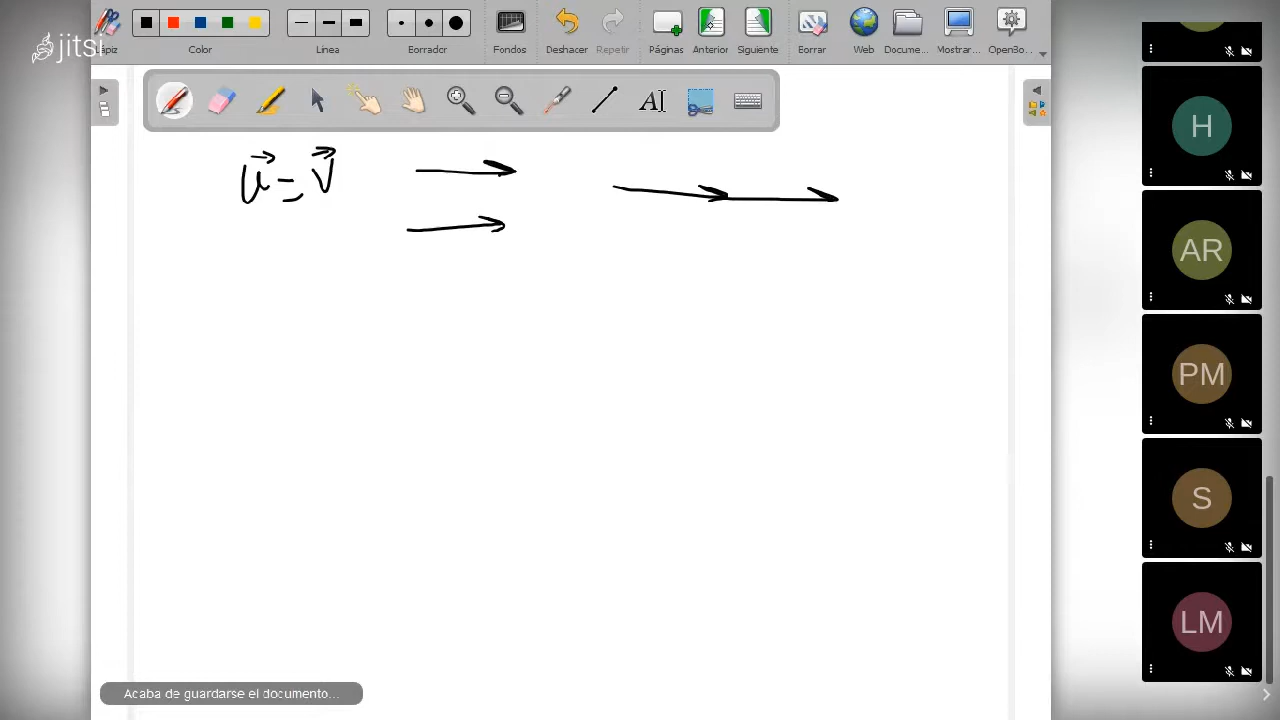 jitsi
Lápiz Color Línea Borrador Fondos Deshacer Repetir Páginas Anterior Siguiente Borrar Web Docume... Mostrar... OpenBo...
AI
u⃗ = v⃗
H
AR
PM
S
LM
Acaba de guardarse el documento...